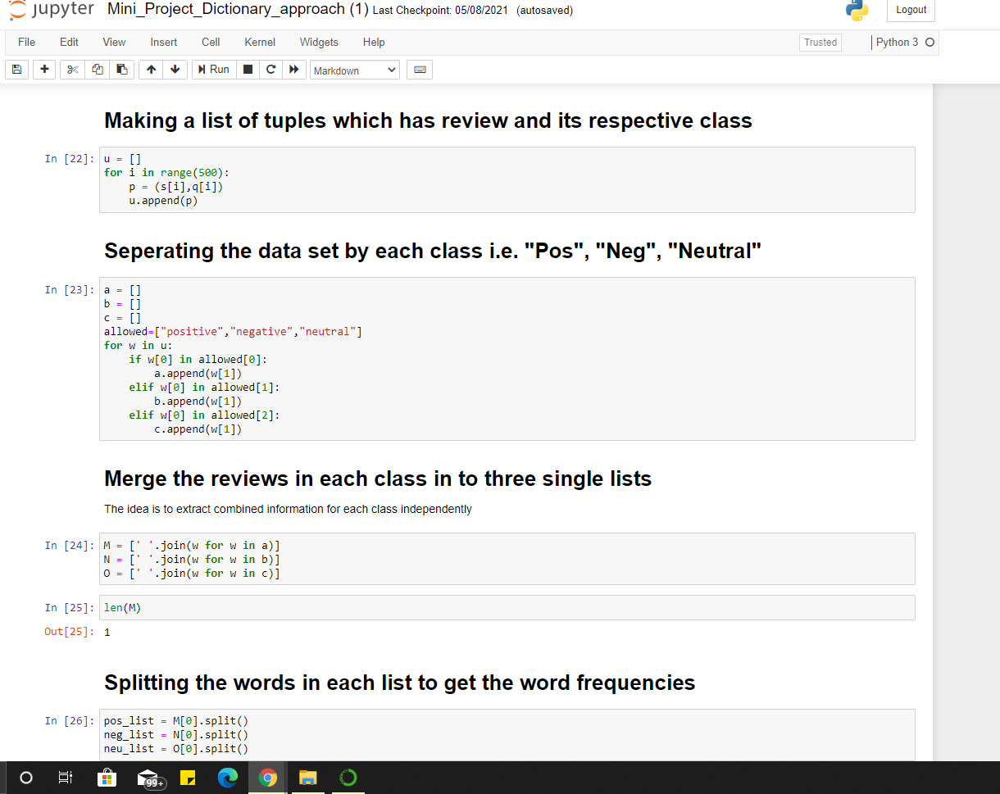 jupyter Mini_Project_Dictionary_approach (1) Last Checkpoint: 05/08/2021 (autosaved)
Logout
File Edit View Insert Cell Kernel Widgets Help
Trusted
Python 3
Run
Markdown
Making a list of tuples which has review and its respective class
In [22]: u = []
for i in range(500):
    p = (s[i],q[i])
    u.append(p)
Seperating the data set by each class i.e. "Pos", "Neg", "Neutral"
In [23]: a = []
b = []
c = []
allowed=["positive","negative","neutral"]
for w in u:
    if w[0] in allowed[0]:
        a.append(w[1])
    elif w[0] in allowed[1]:
        b.append(w[1])
    elif w[0] in allowed[2]:
        c.append(w[1])
Merge the reviews in each class in to three single lists
The idea is to extract combined information for each class independently
In [24]: M = [' '.join(w for w in a)]
N = [' '.join(w for w in b)]
O = [' '.join(w for w in c)]
In [25]: len(M)
Out[25]: 1
Splitting the words in each list to get the word frequencies
In [26]: pos_list = M[0].split()
neg_list = N[0].split()
neu_list = O[0].split()
99+